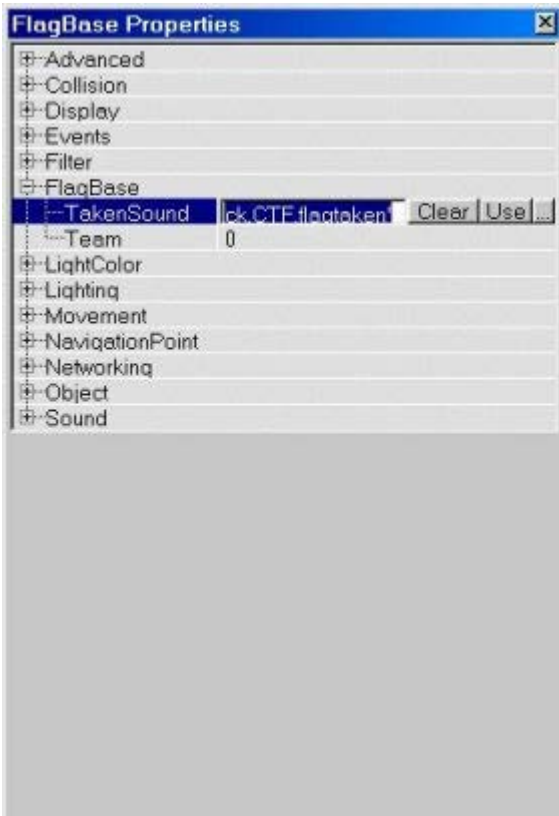 FlagBase Properties
Advanced
Collision
Display
Events
Filter
FlagBase
TakenSound ck.CTF.flagtaken' Clear Use ...
Team 0
LightColor
Lighting
Movement
NavigationPoint
Networking
Object
Sound